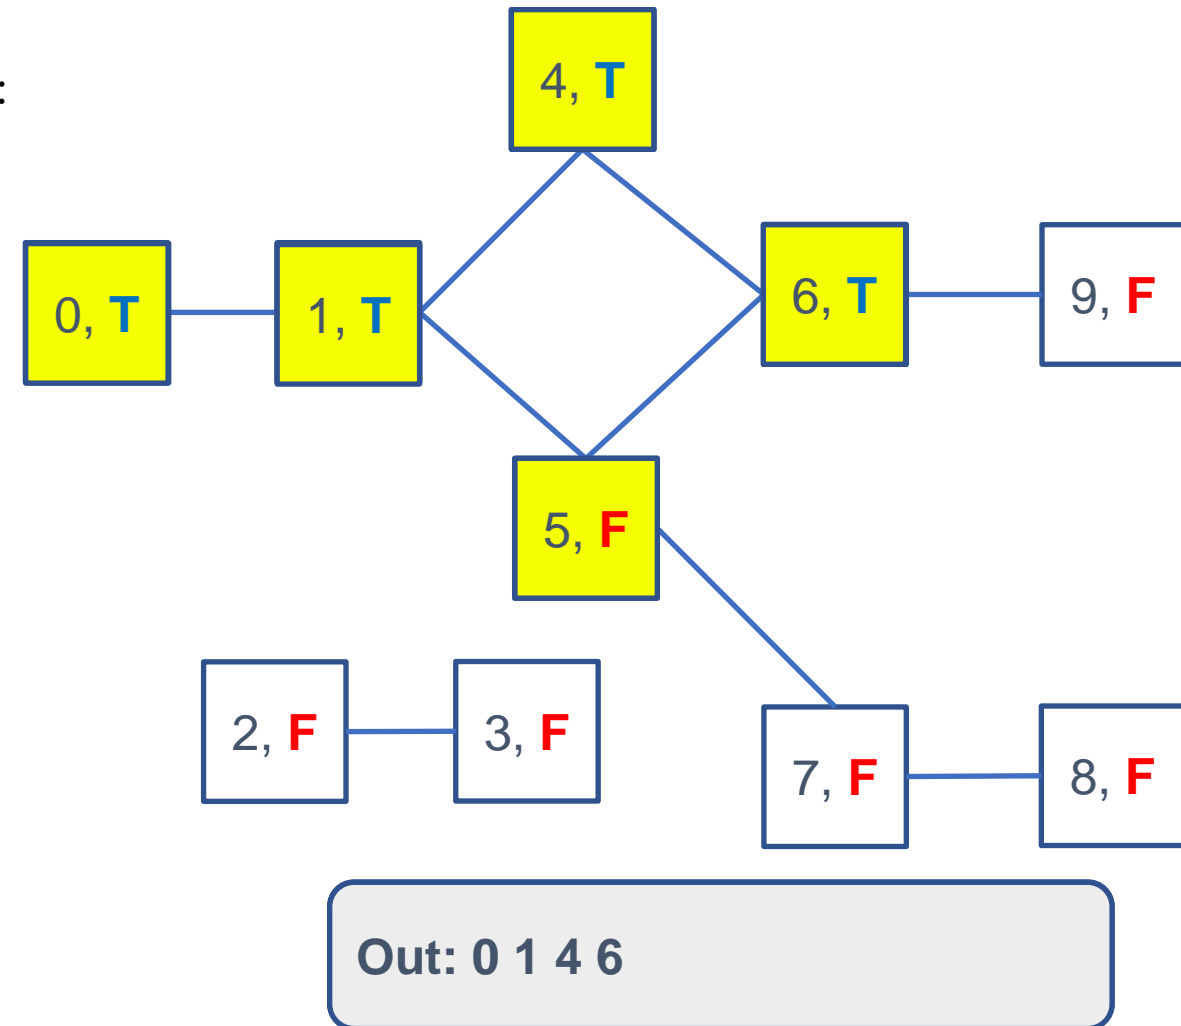 :
4, T
0, T
1, T
6, T
9, F
5, F
2, F
3, F
7, F
8, F
Out: 0 1 4 6